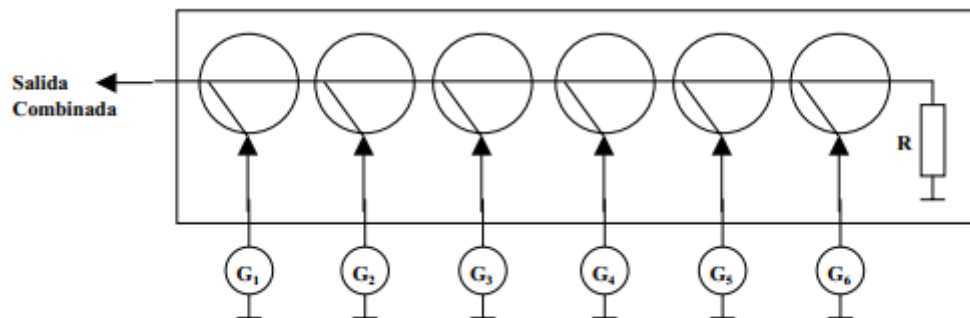 Salida
Combinada
R
G₁ G₂ G₃ G₄ G₅ G₆